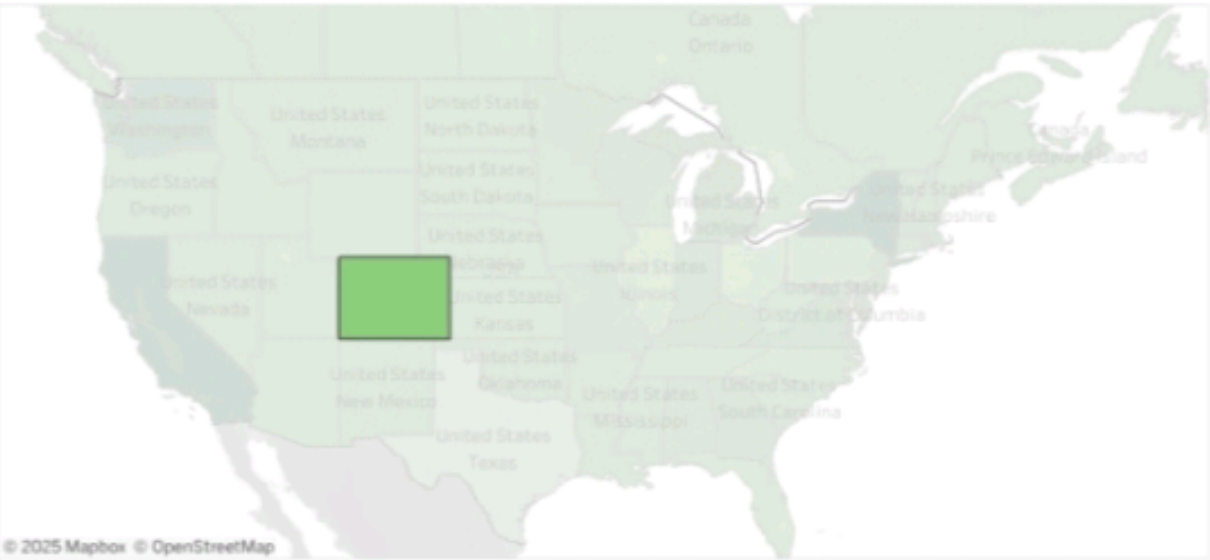 Canada
Ontario
United States
Washington
United States
Montana
United States
North Dakota
Canada
Prince Edward Island
United States
Oregon
United States
South Dakota
United States
Michigan
United States
New Hampshire
United States
Nebraska
United States
Nevada
United States
Kansas
United States
Illinois
United States
District of Columbia
United States
New Mexico
United States
Oklahoma
United States
Mississippi
United States
South Carolina
United States
Texas
© 2025 Mapbox © OpenStreetMap